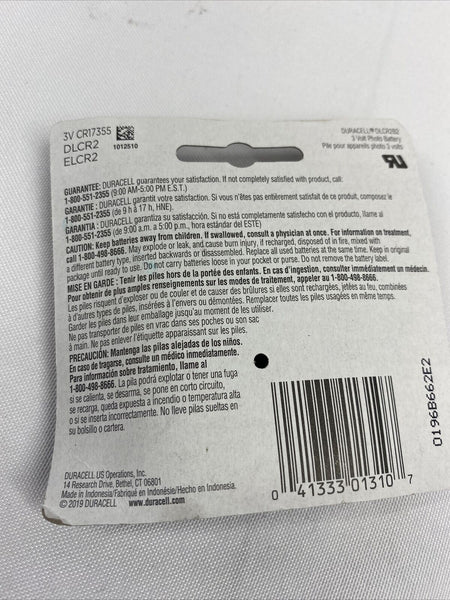 3V CR17355
DLCR2
ELCR2
1012510
DURACELL® DLCR2B2
3 Volt Photo Battery
Pile pour appareils photo 3 volts
GUARANTEE: DURACELL guarantees your satisfaction. If not completely satisfied with product, call:
1-800-551-2355 (9:00 AM-5:00 PM E.S.T.)
GARANTIE : DURACELL garantit votre satisfaction. Si vous n'êtes pas entièrement satisfait de ce produit, composez le
1-800-551-2355 (de 9 h à 17 h, HNE).
GARANTÍA : DURACELL garantiza su satisfacción. Si no está completamente satisfecho con el producto, llame al
1-800-551-2355 (de 9:00 a.m. a 5:00 p.m., hora estándar del ESTE)
CAUTION: Keep batteries away from children. If swallowed, consult a physician at once. For information on treatment,
call 1-800-498-8666. May explode or leak, and cause burn injury, if recharged, disposed of in fire, mixed with
a different battery type, inserted backwards or disassembled. Replace all used batteries at the same time. Keep in original
package until ready to use. Do not carry batteries loose in your pocket or purse. Do not remove the battery label.
MISE EN GARDE : Tenir les piles hors de la portée des enfants. En cas d'ingestion, consulter immédiatement un médecin.
Pour obtenir de plus amples renseignements sur les modes de traitement, appeler au 1-800-498-8666.
Les piles risquent d'exploser ou de couler et de causer des brûlures si elles sont rechargées, jetées au feu, combinées
à d'autres types de piles, insérées à l'envers ou démontées. Remplacer toutes les piles usagées en même temps.
Garder les piles dans leur emballage jusqu'au moment de les utiliser.
Ne pas transporter de piles en vrac dans ses poches ou son sac
à main. Ne pas enlever l'étiquette apparaissant sur les piles.
PRECAUCIÓN: Mantenga las pilas alejadas de los niños.
En caso de tragarse, consulte un médico inmediatamente.
Para información sobre tratamiento, llame al
1-800-498-8666. La pila podrá explotar o tener una fuga
si se calienta, se desarma, se pone en corto circuito,
se recarga, queda expuesta a incendio o temperatura alta
o si se inserta incorrectamente. No lleve pilas sueltas en
su bolsillo o cartera.
DURACELL US Operations, Inc.
14 Research Drive, Bethel, CT 06801
Made in Indonesia/Fabriqué en Indonésie/Hecho en Indonesia.
© 2019 DURACELL www.duracell.com
0 41333 01310 7
0196B662E2